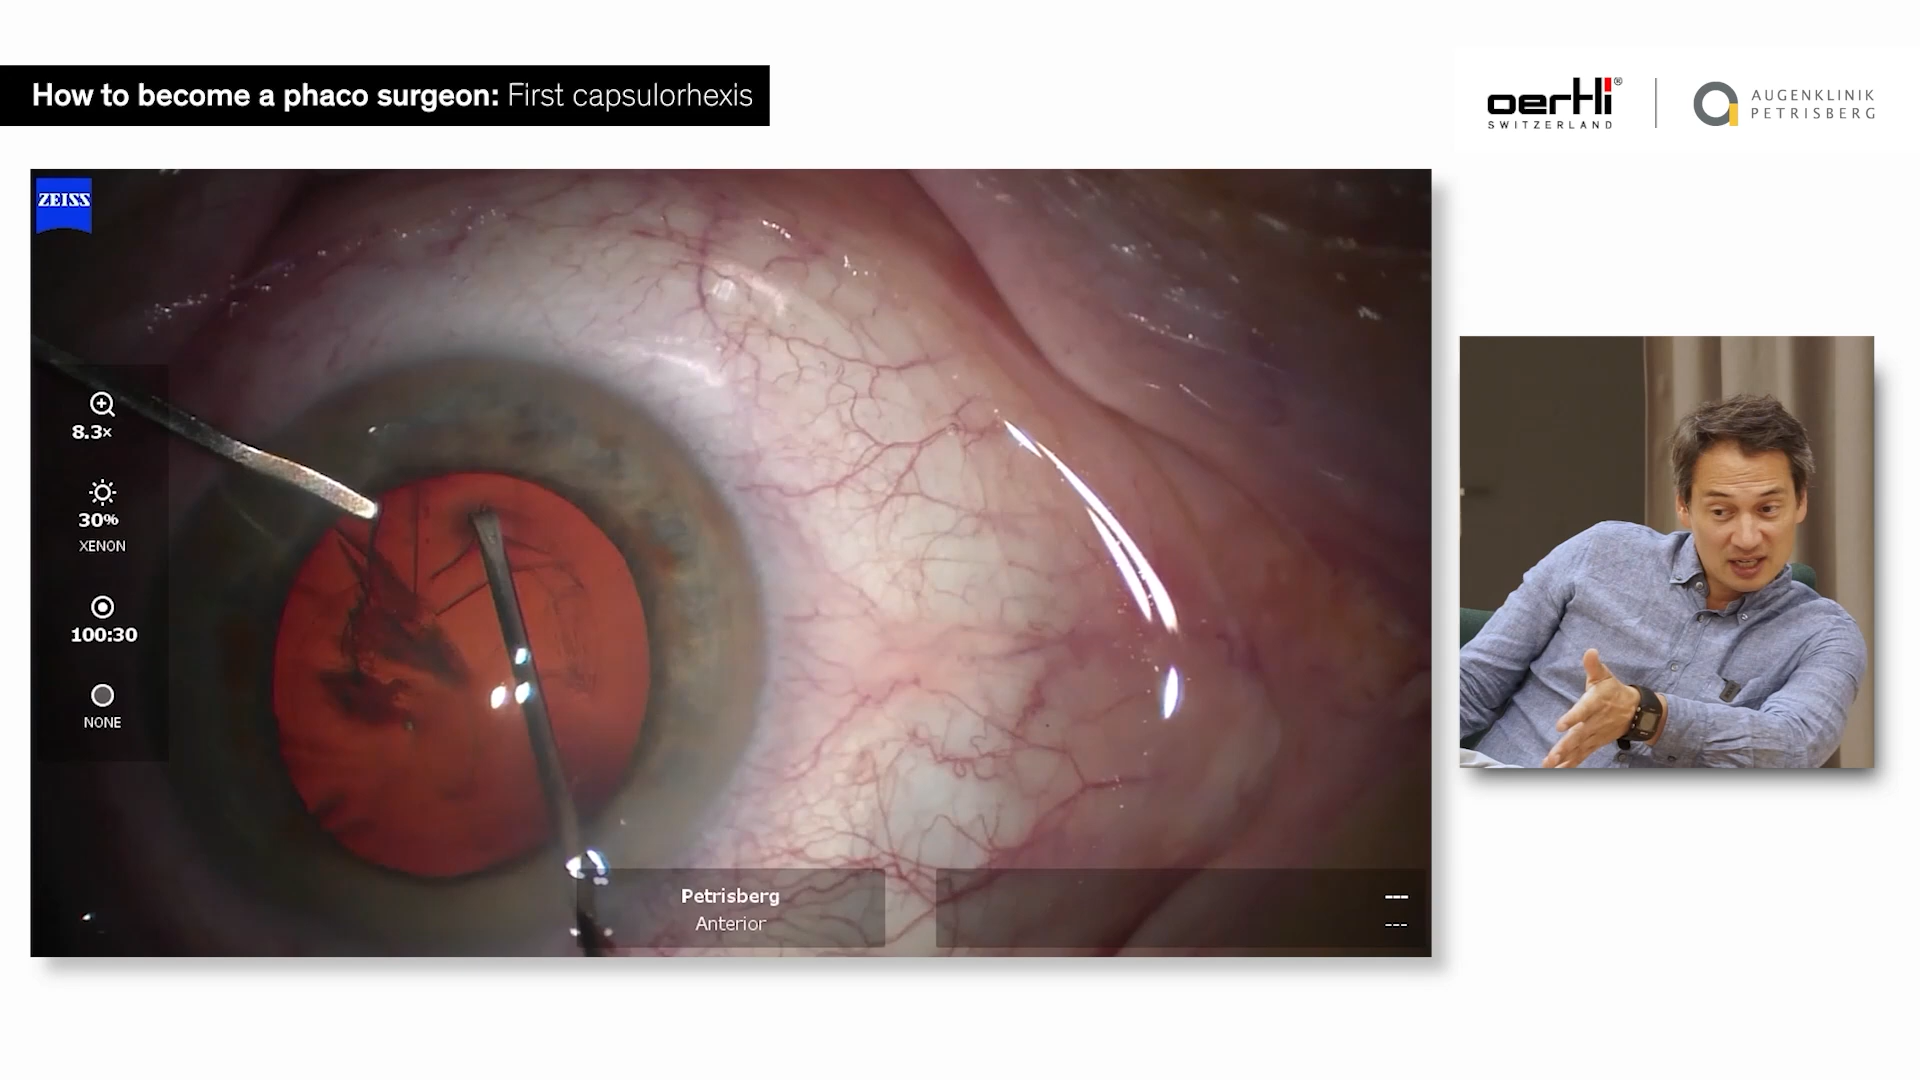 How to become a phaco surgeon: First capsulorhexis
oertli®
SWITZERLAND
AUGENKLINIK
PETRISBERG
ZEISS
8.3×
30%
XENON
100:30
NONE
Petrisberg
Anterior
---
---